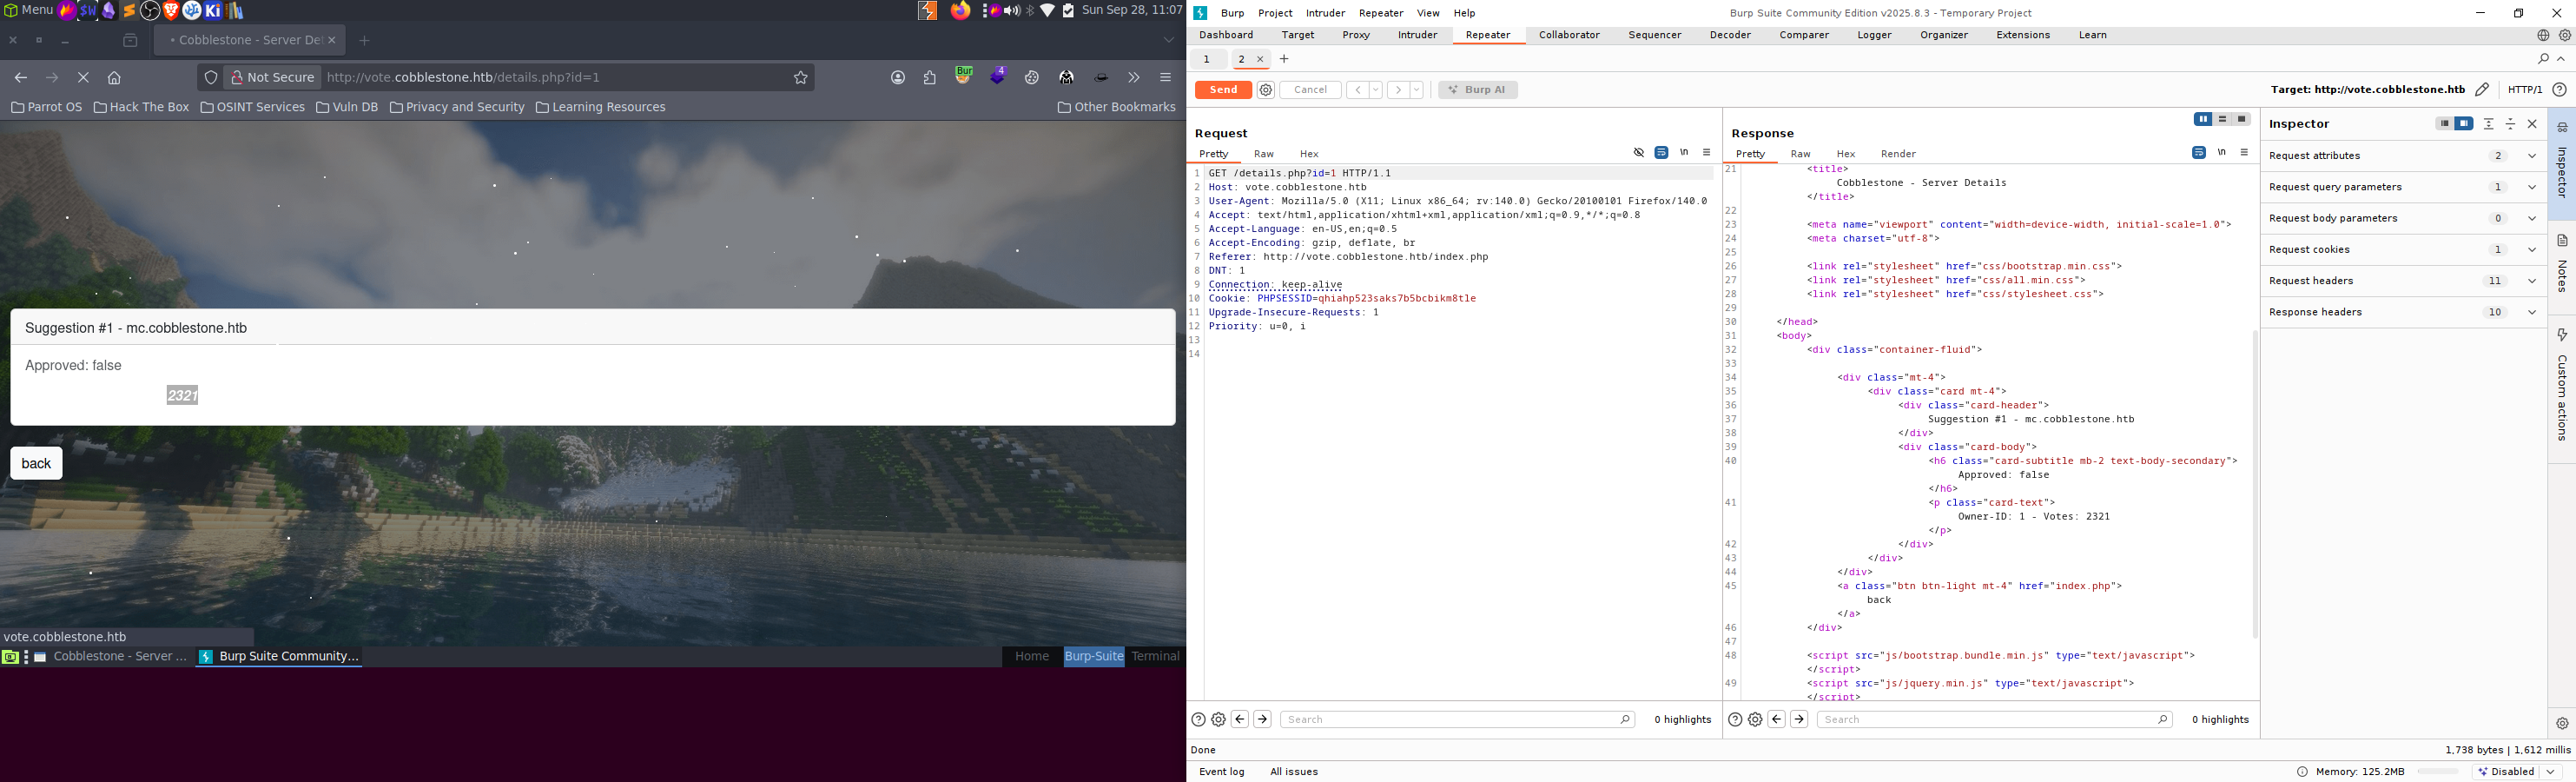 Menu
Sun Sep 28, 11:07
Cobblestone - Server De
Not Secure
http://vote.cobblestone.htb/details.php?id=1
Bur
4
Parrot OS
Hack The Box
OSINT Services
Vuln DB
Privacy and Security
Learning Resources
Other Bookmarks
Suggestion #1 - mc.cobblestone.htb
Approved: false
2321
back
vote.cobblestone.htb
Cobblestone - Server ...
Burp Suite Community...
Home
Burp-Suite
Terminal
Burp Project Intruder Repeater View Help
Burp Suite Community Edition v2025.8.3 - Temporary Project
Dashboard Target Proxy Intruder Repeater Collaborator Sequencer Decoder Comparer Logger Organizer Extensions Learn
1 2 × +
Send
Cancel
Burp AI
Target: http://vote.cobblestone.htb
HTTP/1
Request
Pretty Raw Hex
\n
1 GET /details.php?id=1 HTTP/1.1
2 Host: vote.cobblestone.htb
3 User-Agent: Mozilla/5.0 (X11; Linux x86_64; rv:140.0) Gecko/20100101 Firefox/140.0
4 Accept: text/html,application/xhtml+xml,application/xml;q=0.9,*/*;q=0.8
5 Accept-Language: en-US,en;q=0.5
6 Accept-Encoding: gzip, deflate, br
7 Referer: http://vote.cobblestone.htb/index.php
8 DNT: 1
9 Connection: keep-alive
10 Cookie: PHPSESSID=qhiahp523saks7b5bcbikm8tle
11 Upgrade-Insecure-Requests: 1
12 Priority: u=0, i
13
14
Search
0 highlights
Response
Pretty Raw Hex Render
\n
21 <title>
Cobblestone - Server Details
</title>
22
23 <meta name="viewport" content="width=device-width, initial-scale=1.0">
24 <meta charset="utf-8">
25
26 <link rel="stylesheet" href="css/bootstrap.min.css">
27 <link rel="stylesheet" href="css/all.min.css">
28 <link rel="stylesheet" href="css/stylesheet.css">
29
30 </head>
31 <body>
32 <div class="container-fluid">
33
34 <div class="mt-4">
35 <div class="card mt-4">
36 <div class="card-header">
37 Suggestion #1 - mc.cobblestone.htb
38 </div>
39 <div class="card-body">
40 <h6 class="card-subtitle mb-2 text-body-secondary">
Approved: false
</h6>
41 <p class="card-text">
Owner-ID: 1 - Votes: 2321
</p>
42 </div>
43 </div>
44 </div>
45 <a class="btn btn-light mt-4" href="index.php">
back
</a>
46 </div>
47
48 <script src="js/bootstrap.bundle.min.js" type="text/javascript">
</script>
49 <script src="js/jquery.min.js" type="text/javascript">
</script>
Search
0 highlights
Inspector
Request attributes 2
Request query parameters 1
Request body parameters 0
Request cookies 1
Request headers 11
Response headers 10
Inspector
Notes
Custom actions
Done
1,738 bytes | 1,612 millis
Event log
All issues
Memory: 125.2MB
Disabled